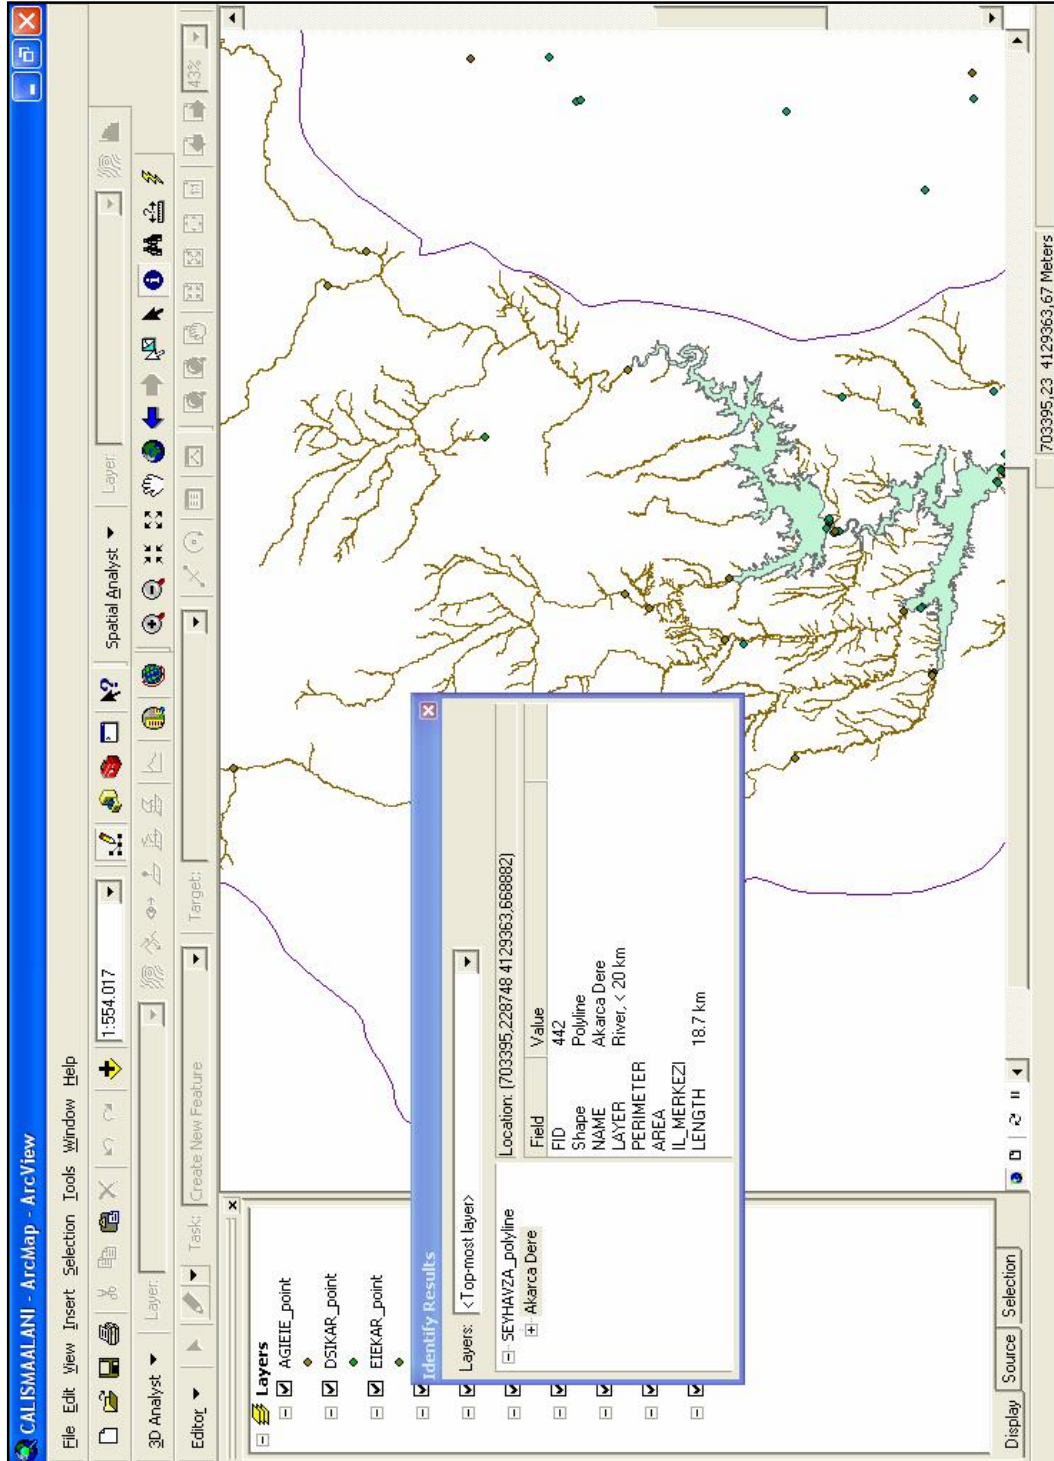 CALISMAALANI - ArcMap - ArcView
File Edit View Insert Selection Tools Window Help
1:554.017
Spatial Analyst
Layer:
3D Analyst
Layer:
Editor
Task: Create New Feature
Target:
43%
Layers
AGIEIE_point
DSIKAR_point
EIEKAR_point
Identify Results
Layers: <Top-most layer>
SEYHAVZA_polyline
Akarca Dere
Location: (703395,228748 4129363,668882)
Field Value
FID 442
Shape Polyline
NAME Akarca Dere
LAYER River, < 20 km
PERIMETER
AREA
IL_MERKEZI
LENGTH 18.7 km
Display Source Selection
703395,23 4129363,67 Meters